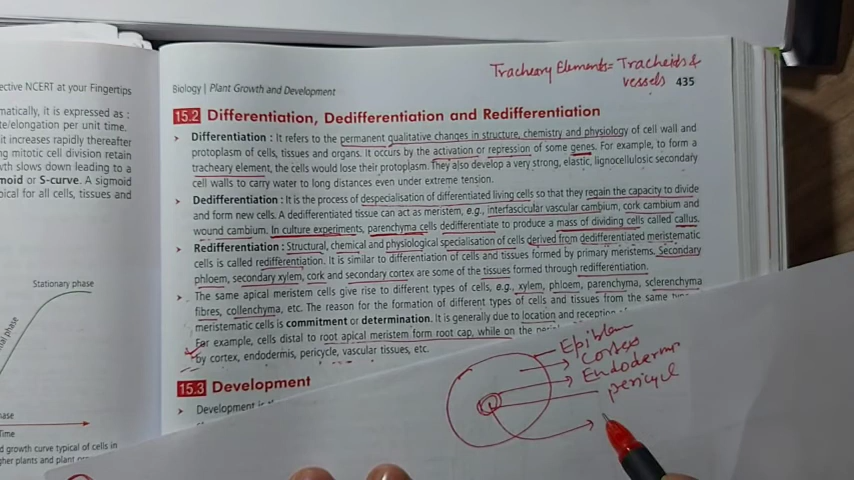 Tracheary Elements = Tracheids & vessels
ective NCERT at your Fingertips
Biology | Plant Growth and Development
435
matically, it is expressed as :
te/elongation per unit time.
it increases rapidly thereafter
ng mitotic cell division retain
wth slows down leading to a
moid or S-curve. A sigmoid
pical for all cells, tissues and
Stationary phase
phase
ase
Time
d growth curve typical of cells in
gher plants and plant
15.2 Differentiation, Dedifferentiation and Redifferentiation
Differentiation : It refers to the permanent qualitative changes in structure, chemistry and physiology of cell wall and
protoplasm of cells, tissues and organs. It occurs by the activation or repression of some genes. For example, to form a
tracheary element, the cells would lose their protoplasm. They also develop a very strong, elastic, lignocellulosic secondary
cell walls to carry water to long distances even under extreme tension.
Dedifferentiation : It is the process of despecialisation of differentiated living cells so that they regain the capacity to divide
and form new cells. A dedifferentiated tissue can act as meristem, e.g., interfascicular vascular cambium, cork cambium and
wound cambium. In culture experiments, parenchyma cells dedifferentiate to produce a mass of dividing cells called callus.
Redifferentiation : Structural, chemical and physiological specialisation of cells derived from dedifferentiated meristematic
cells is called redifferentiation. It is similar to differentiation of cells and tissues formed by primary meristems. Secondary
phloem, secondary xylem, cork and secondary cortex are some of the tissues formed through redifferentiation.
The same apical meristem cells give rise to different types of cells, e.g., xylem, phloem, parenchyma, sclerenchyma
fibres, collenchyma, etc. The reason for the formation of different types of cells and tissues from the same
meristematic cells is commitment or determination. It is generally due to location and reception of
For example, cells distal to root apical meristem form root cap, while on the
by cortex, endodermis, pericycle, vascular tissues, etc.
15.3 Development
Development is
Epiblem
Cortex
Endodermis
pericycle